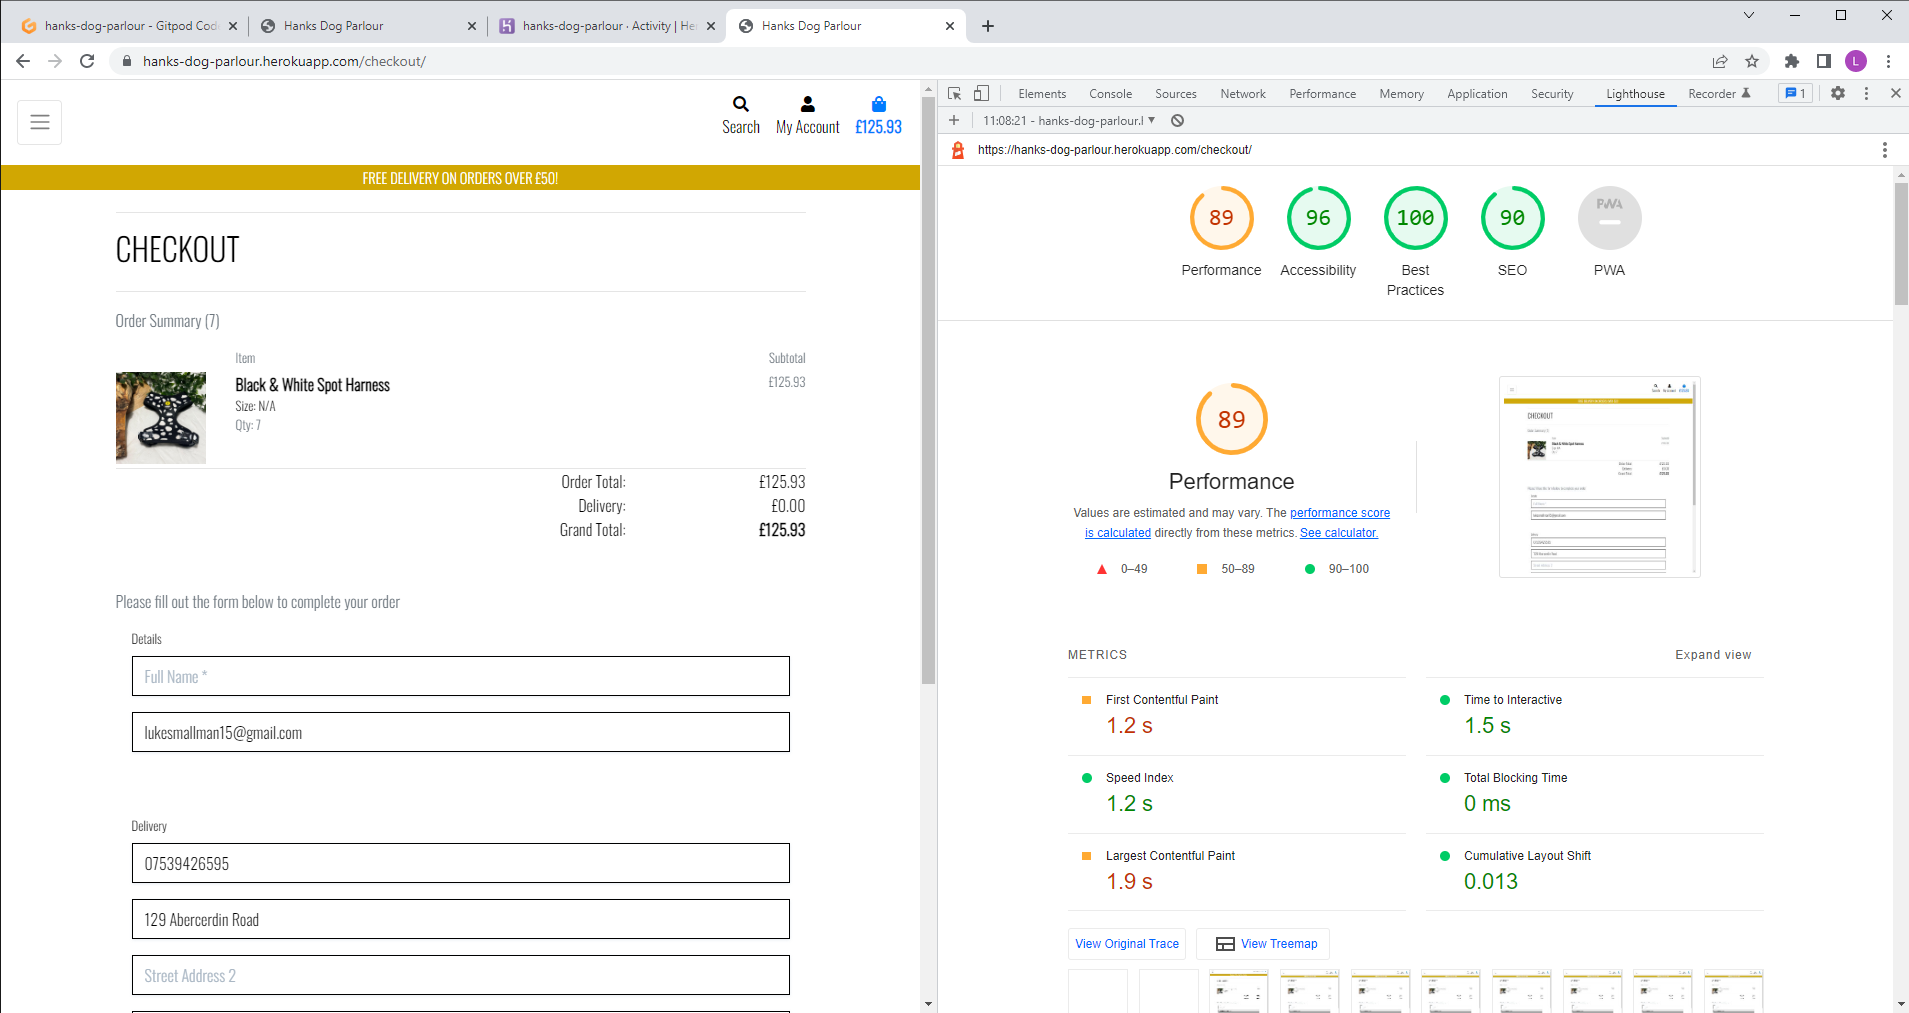 hanks-dog-parlour - Gitpod Code
Hanks Dog Parlour
hanks-dog-parlour · Activity | Her
Hanks Dog Parlour
hanks-dog-parlour.herokuapp.com/checkout/
L
Search
My Account
£125.93
FREE DELIVERY ON ORDERS OVER £50!
CHECKOUT
Order Summary (7)
Item
Subtotal
Black & White Spot Harness
£125.93
Size: N/A
Qty: 7
Order Total:
£125.93
Delivery:
£0.00
Grand Total:
£125.93
Please fill out the form below to complete your order
Details
Full Name *
lukesmallman15@gmail.com
Delivery
07539426595
129 Abercerdin Road
Street Address 2
Elements
Console
Sources
Network
Performance
Memory
Application
Security
Lighthouse
Recorder
1
11:08:21 - hanks-dog-parlour.l
https://hanks-dog-parlour.herokuapp.com/checkout/
89
96
100
90
PWA
Performance
Accessibility
Best
Practices
SEO
PWA
89
Performance
Values are estimated and may vary. The performance score
is calculated directly from these metrics. See calculator.
0–49
50–89
90–100
CHECKOUT
METRICS
Expand view
First Contentful Paint
1.2 s
Time to Interactive
1.5 s
Speed Index
1.2 s
Total Blocking Time
0 ms
Largest Contentful Paint
1.9 s
Cumulative Layout Shift
0.013
View Original Trace
View Treemap